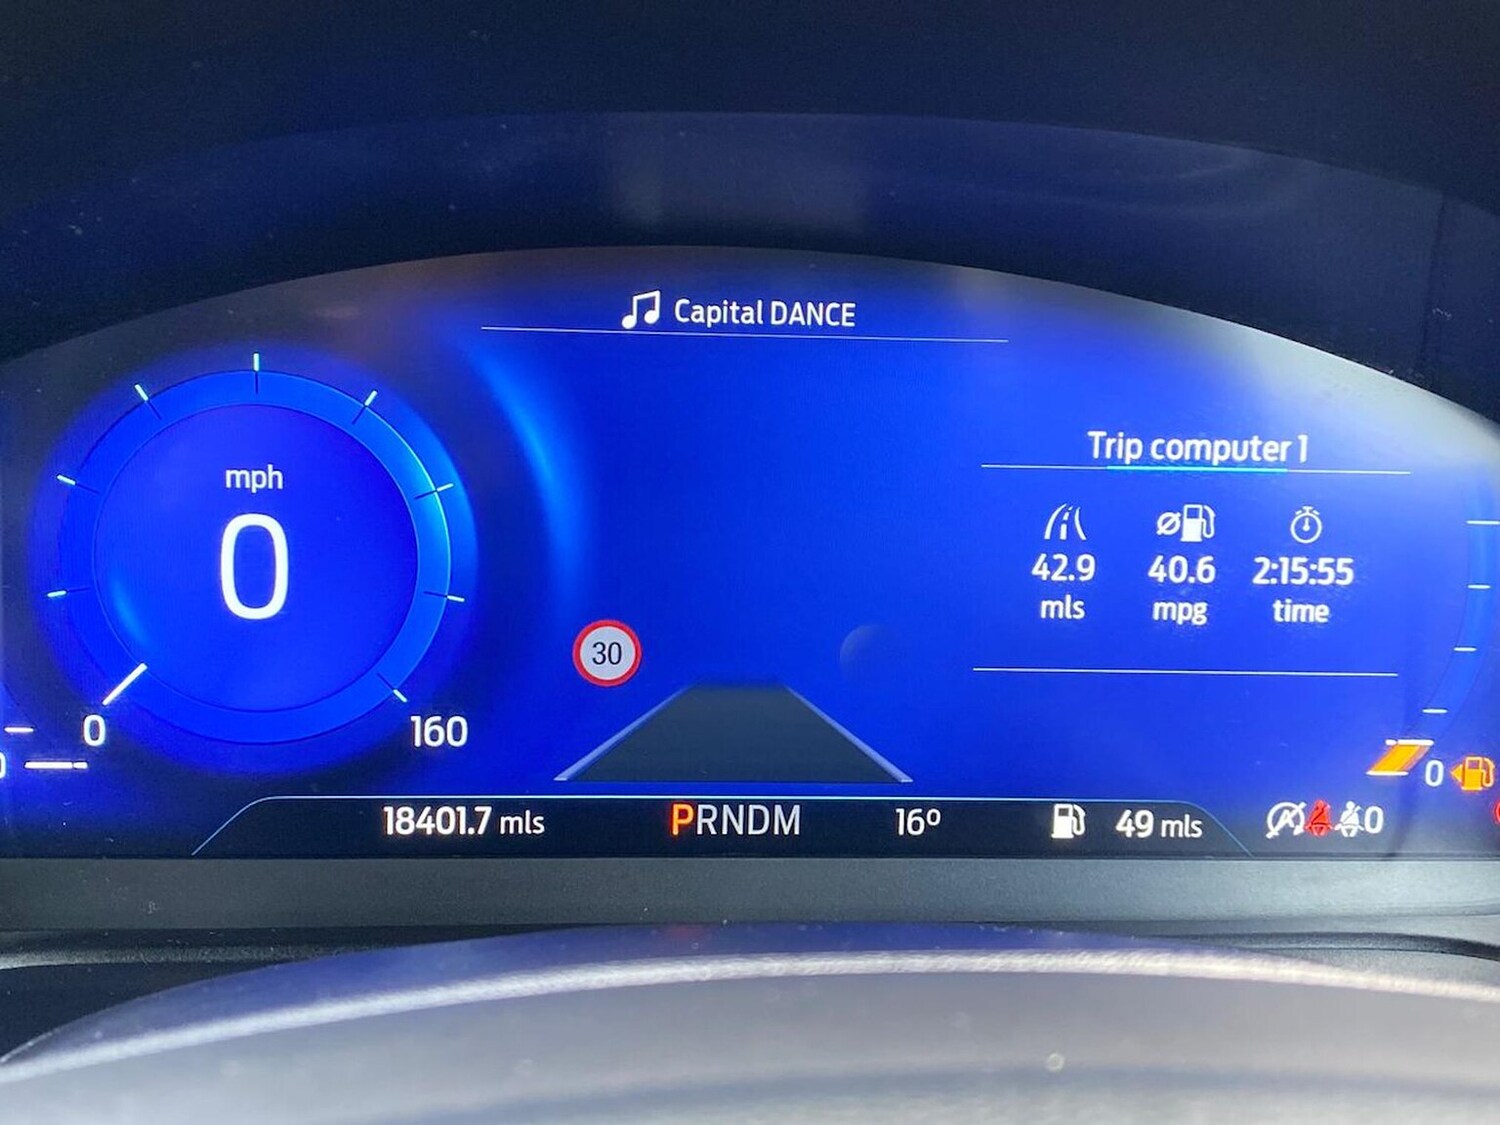 Capital DANCE
Trip computer 1
mph
0
42.9 40.6 2:15:55
mls mpg time
30
0 160
0
18401.7 mls PRNDM 16º 49 mls 0